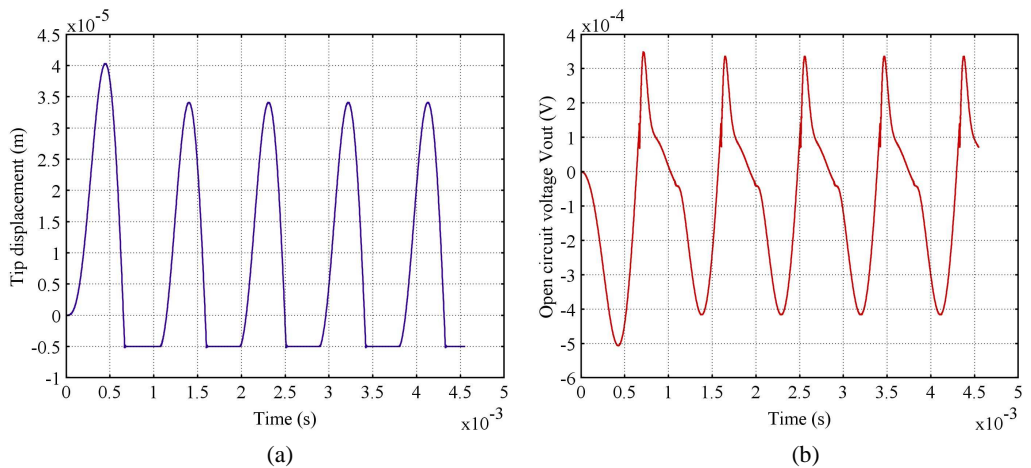 x10-5
4.5
4
3.5
3
2.5
2
1.5
1
0.5
0
-0.5
-1
0 0.5 1 1.5 2 2.5 3 3.5 4 4.5 5
Tip displacement (m)
Time (s)
x10-3
(a)
x10-4
4
3
2
1
0
-1
-2
-3
-4
-5
-6
0 0.5 1 1.5 2 2.5 3 3.5 4 4.5 5
Open circuit voltage Vout (V)
Time (s)
x10-3
(b)